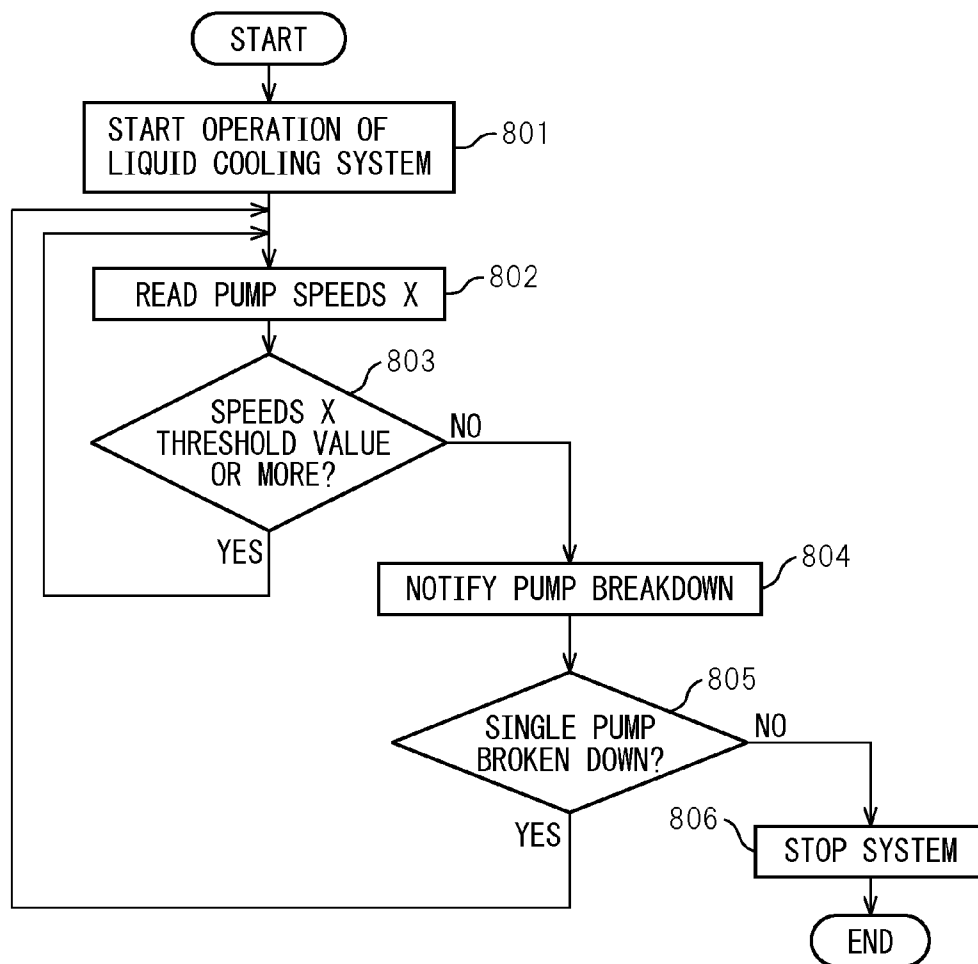 START
START OPERATION OF
LIQUID COOLING SYSTEM
801
READ PUMP SPEEDS X
802
803
SPEEDS X
THRESHOLD VALUE
OR MORE?
NO
YES
NOTIFY PUMP BREAKDOWN
804
805
SINGLE PUMP
BROKEN DOWN?
NO
YES
806
STOP SYSTEM
END